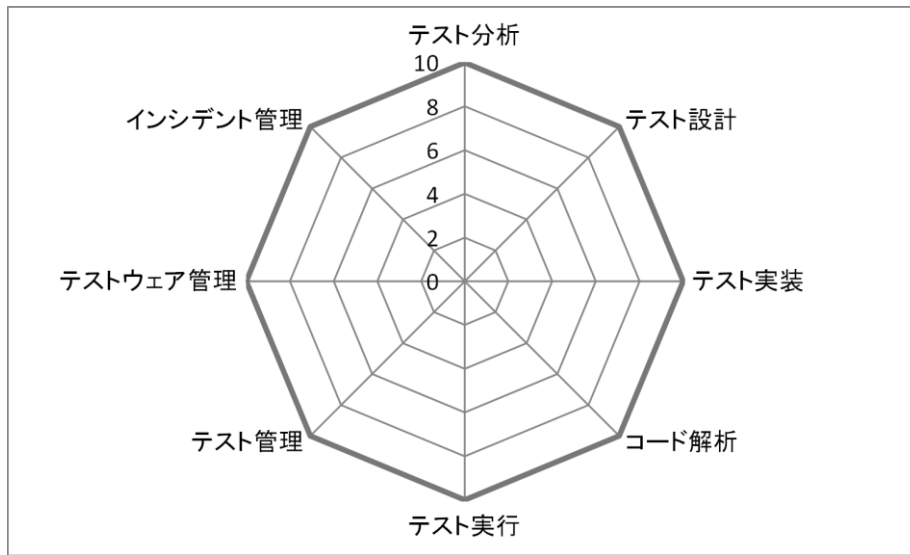 テスト分析
10
インシデント管理
8
テスト設計
6
4
2
テストウェア管理
0
テスト実装
テスト管理
コード解析
テスト実行